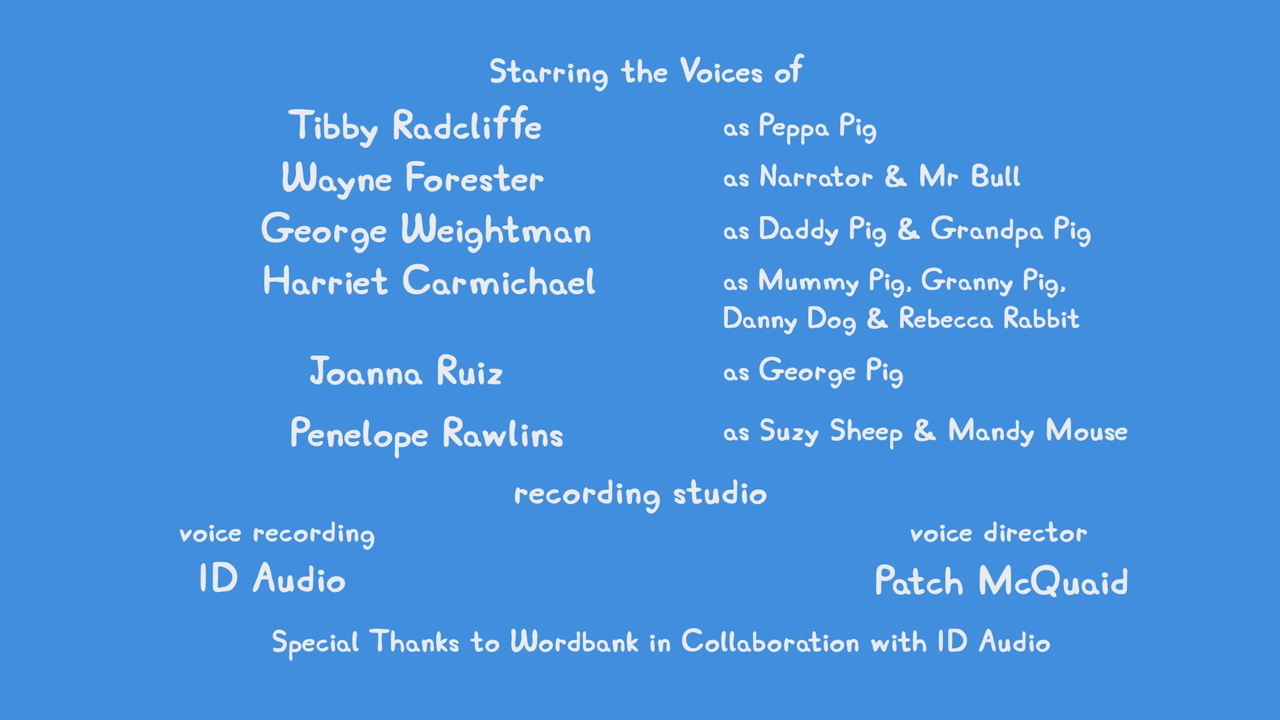 Starring the Voices of
Tibby Radcliffe as Peppa Pig
Wayne Forester as Narrator & Mr Bull
George Weightman as Daddy Pig & Grandpa Pig
Harriet Carmichael as Mummy Pig, Granny Pig,
Danny Dog & Rebecca Rabbit
Joanna Ruiz as George Pig
Penelope Rawlins as Suzy Sheep & Mandy Mouse
recording studio
voice recording
ID Audio
voice director
Patch McQuaid
Special Thanks to Wordbank in Collaboration with ID Audio